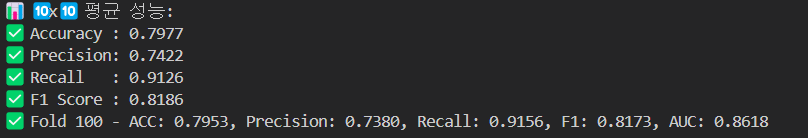 📊 🔟x🔟 평균 성능:
✅ Accuracy : 0.7977
✅ Precision: 0.7422
✅ Recall   : 0.9126
✅ F1 Score : 0.8186
✅ Fold 100 - ACC: 0.7953, Precision: 0.7380, Recall: 0.9156, F1: 0.8173, AUC: 0.8618